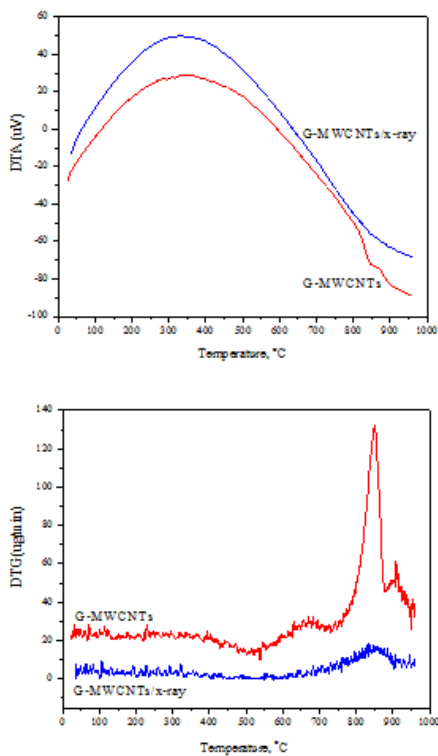 60
40
20
0
-20
-40
-60
-80
-100
DTA (uV)
G-MWCNTs/x-ray
G-MWCNTs
0 100 200 300 400 500 600 700 800 900 1000
Temperature, °C
140
120
100
80
60
40
20
0
DTG(ug/min)
G-MWCNTs
G-MWCNTs/x-ray
0 100 200 300 400 500 600 700 800 900 1000
Temperature, °C